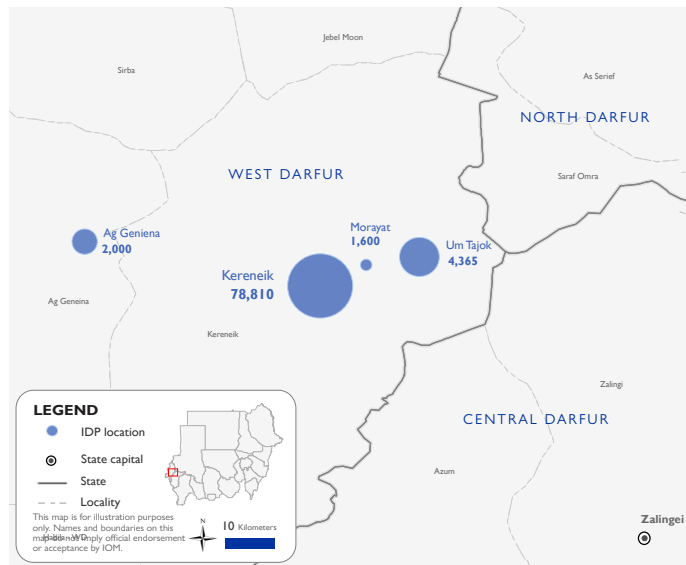 Jebel Moon
Sirba
As Serief
NORTH DARFUR
WEST DARFUR
Saraf Omra
Ag Geniena
2,000
Morayat
1,600
Um Tajok
4,365
Kereneik
78,810
Ag Geneina
Kereneik
Zalingi
CENTRAL DARFUR
Azum
Zalingei
LEGEND
IDP location
State capital
State
Locality
This map is for illustration purposes
only. Names and boundaries on this
map do not imply official endorsement
or acceptance by IOM.
N
10 Kilometers